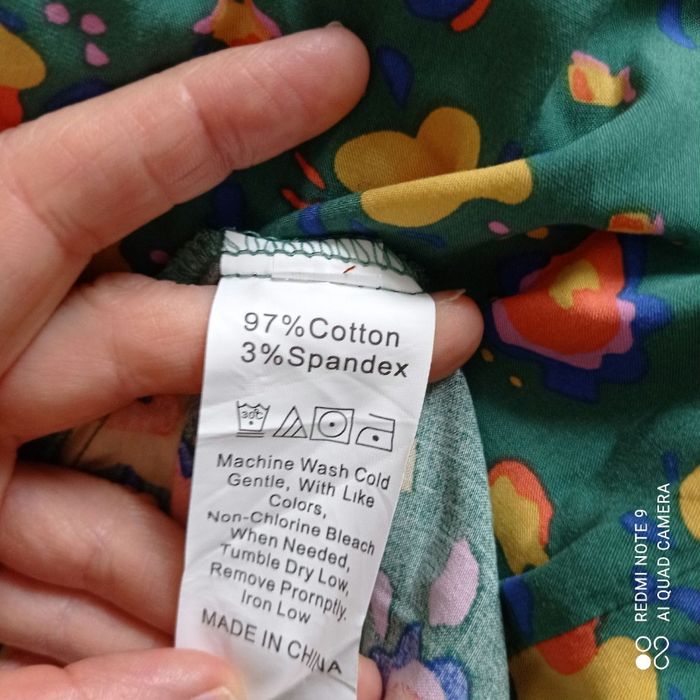 97%Cotton
3%Spandex
30C
Machine Wash Cold
Gentle, With Like
Colors,
Non-Chlorine Bleach
When Needed,
Tumble Dry Low,
Remove Prornptly.
Iron Low
MADE IN CHINA
REDMI NOTE 9
AI QUAD CAMERA